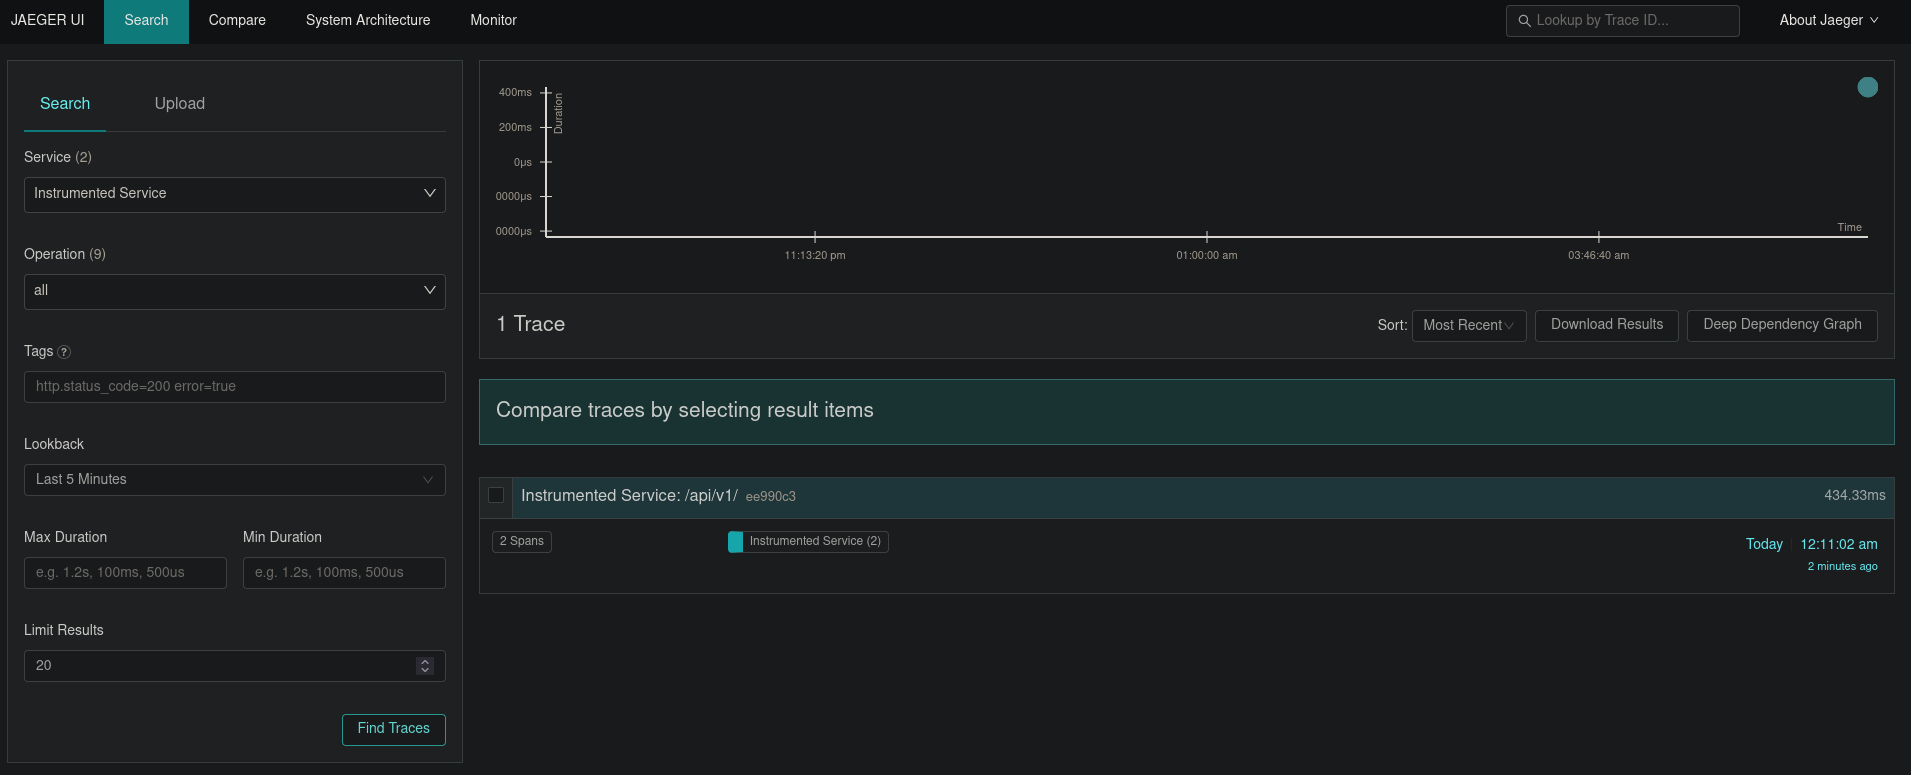 JAEGER UI Search Compare System Architecture Monitor Lookup by Trace ID... About Jaeger
Search Upload
Service (2)
Instrumented Service
Operation (9)
all
Tags ?
http.status_code=200 error=true
Lookback
Last 5 Minutes
Max Duration Min Duration
e.g. 1.2s, 100ms, 500us e.g. 1.2s, 100ms, 500us
Limit Results
20
Find Traces
Duration
400ms
200ms
0μs
0000μs
0000μs
Time
11:13:20 pm 01:00:00 am 03:46:40 am
1 Trace Sort: Most Recent Download Results Deep Dependency Graph
Compare traces by selecting result items
Instrumented Service: /api/v1/ ee990c3 434.33ms
2 Spans Instrumented Service (2) Today 12:11:02 am
2 minutes ago